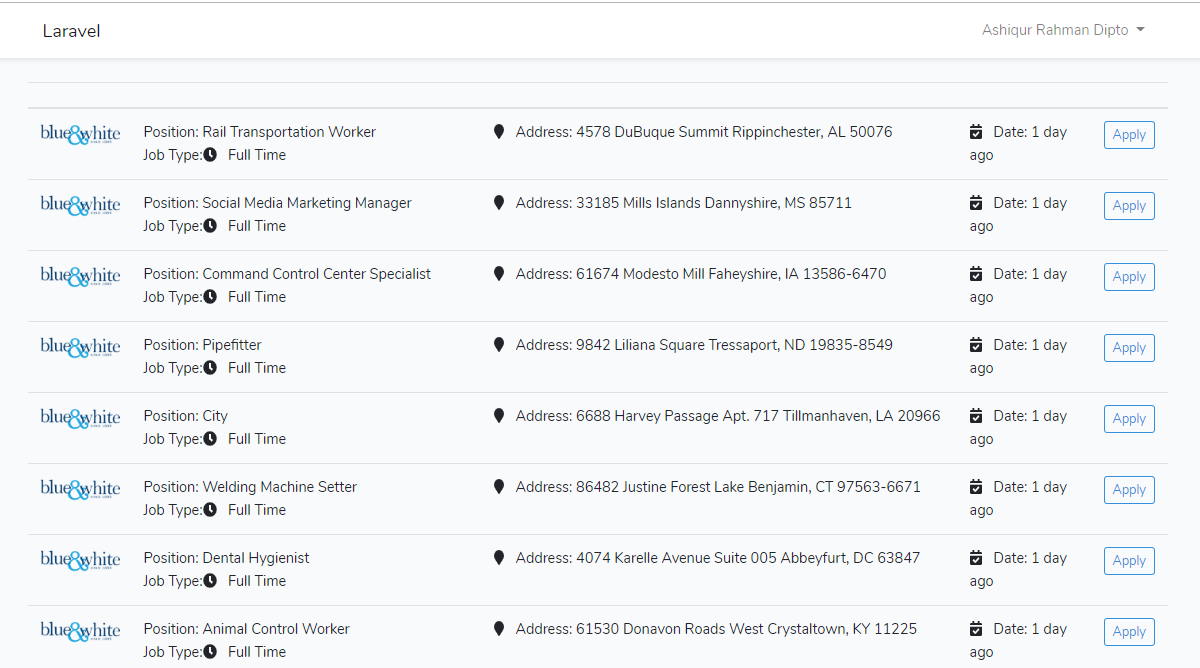 Laravel
Ashiqur Rahman Dipto
blue&white Position: Rail Transportation Worker Address: 4578 DuBuque Summit Rippinchester, AL 50076 Date: 1 day Apply
Job Type: Full Time ago
blue&white Position: Social Media Marketing Manager Address: 33185 Mills Islands Dannyshire, MS 85711 Date: 1 day Apply
Job Type: Full Time ago
blue&white Position: Command Control Center Specialist Address: 61674 Modesto Mill Faheyshire, IA 13586-6470 Date: 1 day Apply
Job Type: Full Time ago
blue&white Position: Pipefitter Address: 9842 Liliana Square Tressaport, ND 19835-8549 Date: 1 day Apply
Job Type: Full Time ago
blue&white Position: City Address: 6688 Harvey Passage Apt. 717 Tillmanhaven, LA 20966 Date: 1 day Apply
Job Type: Full Time ago
blue&white Position: Welding Machine Setter Address: 86482 Justine Forest Lake Benjamin, CT 97563-6671 Date: 1 day Apply
Job Type: Full Time ago
blue&white Position: Dental Hygienist Address: 4074 Karelle Avenue Suite 005 Abbeyfurt, DC 63847 Date: 1 day Apply
Job Type: Full Time ago
blue&white Position: Animal Control Worker Address: 61530 Donavon Roads West Crystaltown, KY 11225 Date: 1 day Apply
Job Type: Full Time ago